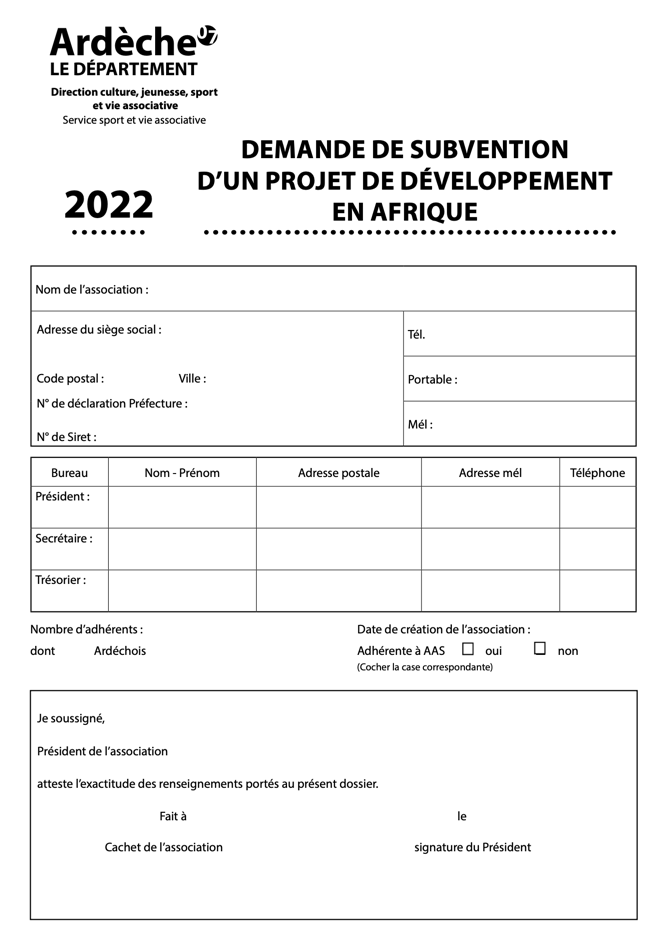 Ardèche 07
LE DÉPARTEMENT
Direction culture, jeunesse, sport
et vie associative
Service sport et vie associative
2022
DEMANDE DE SUBVENTION
D’UN PROJET DE DÉVELOPPEMENT
EN AFRIQUE
Nom de l’association :
Adresse du siège social :
Tél.
Code postal : Ville :
Portable :
N° de déclaration Préfecture :
Mél :
N° de Siret :
Bureau Nom - Prénom Adresse postale Adresse mél Téléphone
Président :
Secrétaire :
Trésorier :
Nombre d’adhérents : Date de création de l’association :
dont Ardéchois Adhérente à AAS oui non
(Cocher la case correspondante)
Je soussigné,
Président de l’association
atteste l’exactitude des renseignements portés au présent dossier.
Fait à le
Cachet de l’association signature du Président